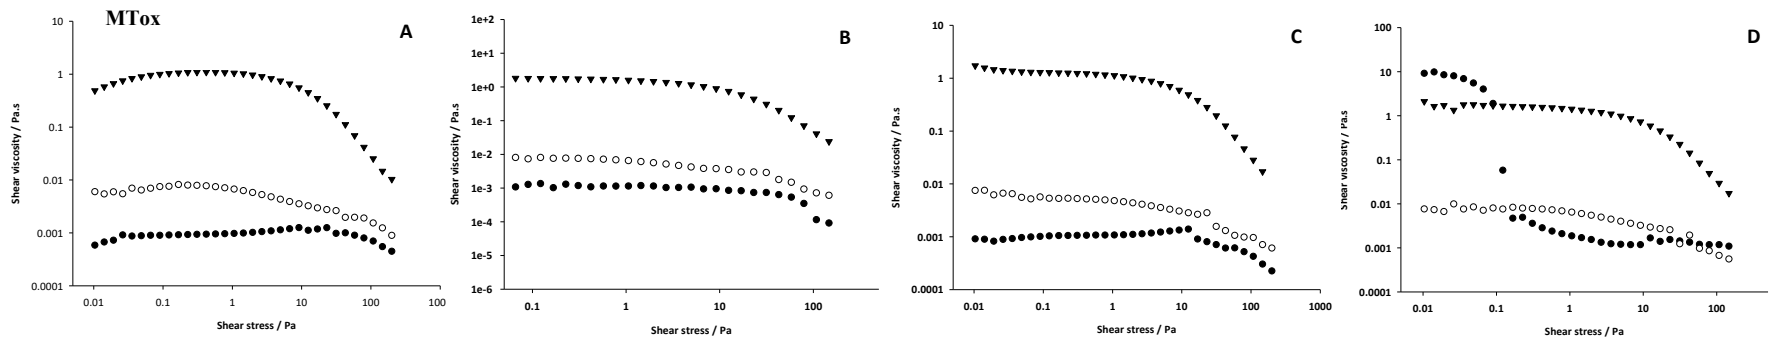 MTox
A
Shear viscosity / Pa.s
10
1
0.1
0.01
0.001
0.0001
0.01 0.1 1 10 100 100
Shear stress / Pa
B
Shear viscosity / Pa.s
1e+2
1e+1
1e+0
1e-1
1e-2
1e-3
1e-4
1e-5
1e-6
0.1 1 10 100
Shear stress / Pa
C
Shear viscosity / Pa.s
10
1
0.1
0.01
0.001
0.0001
0.01 0.1 1 10 100 1000
Shear stress / Pa
D
Shear viscosity / Pa.s
100
10
1
0.1
0.01
0.001
0.0001
0.01 0.1 1 10 100
Shear stress / Pa